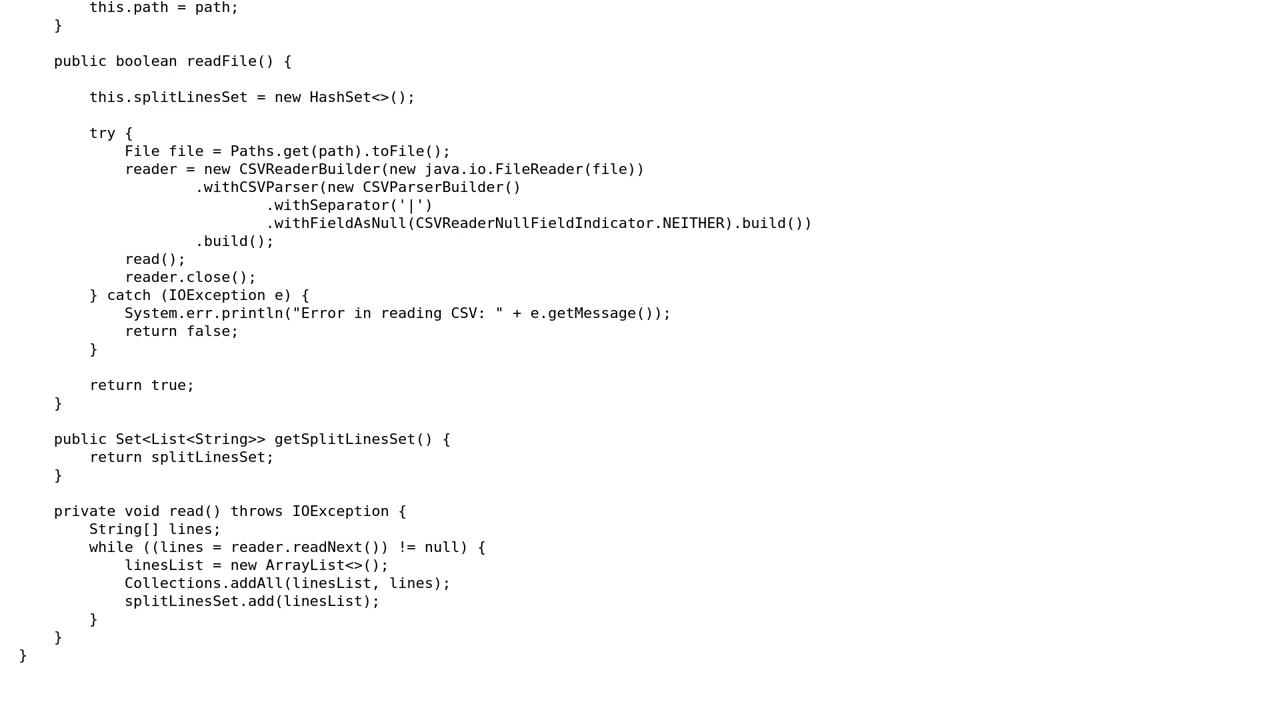 this.path = path;
    }

    public boolean readFile() {

        this.splitLinesSet = new HashSet<>();

        try {
            File file = Paths.get(path).toFile();
            reader = new CSVReaderBuilder(new java.io.FileReader(file))
                    .withCSVParser(new CSVParserBuilder()
                            .withSeparator('|')
                            .withFieldAsNull(CSVReaderNullFieldIndicator.NEITHER).build())
                    .build();
            read();
            reader.close();
        } catch (IOException e) {
            System.err.println("Error in reading CSV: " + e.getMessage());
            return false;
        }

        return true;
    }

    public Set<List<String>> getSplitLinesSet() {
        return splitLinesSet;
    }

    private void read() throws IOException {
        String[] lines;
        while ((lines = reader.readNext()) != null) {
            linesList = new ArrayList<>();
            Collections.addAll(linesList, lines);
            splitLinesSet.add(linesList);
        }
    }
}